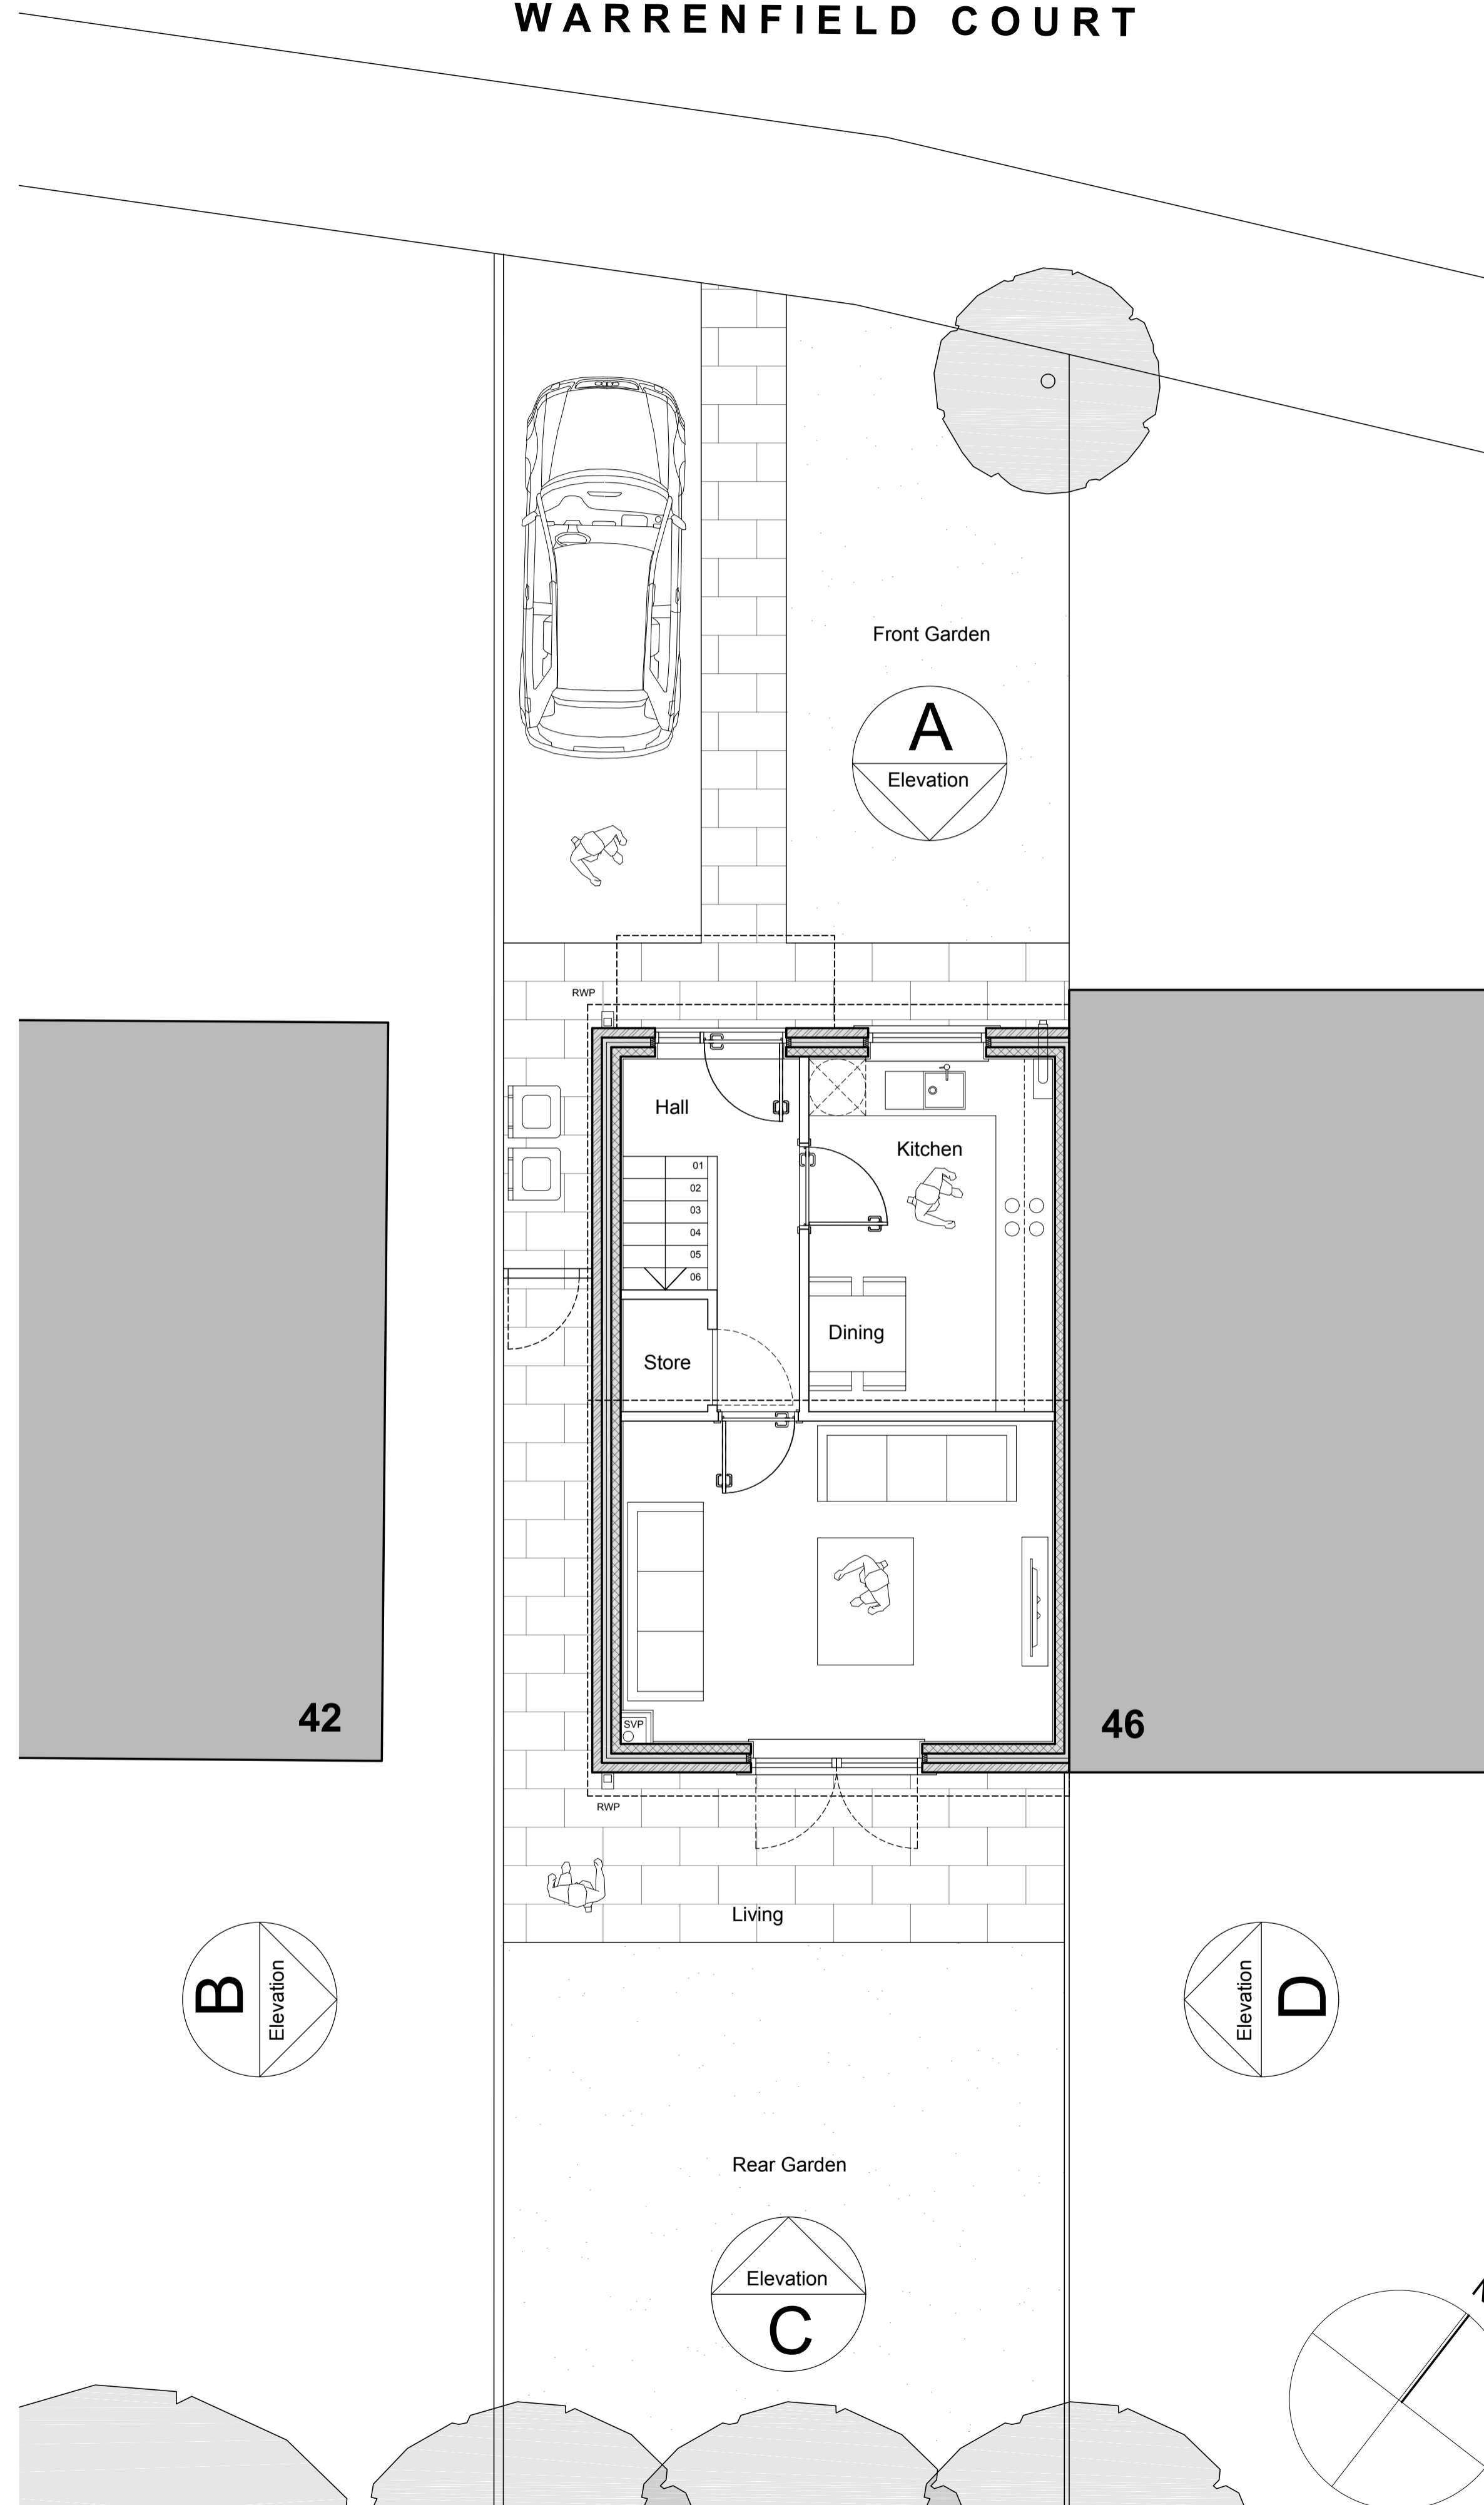 WARRENFIELD COURT
Front Garden
A
Elevation
RWP
Hall
Kitchen
01
02
03
04
05
06
Dining
Store
42
46
SVP
RWP
Living
B
Elevation
Elevation
D
Rear Garden
Elevation
C